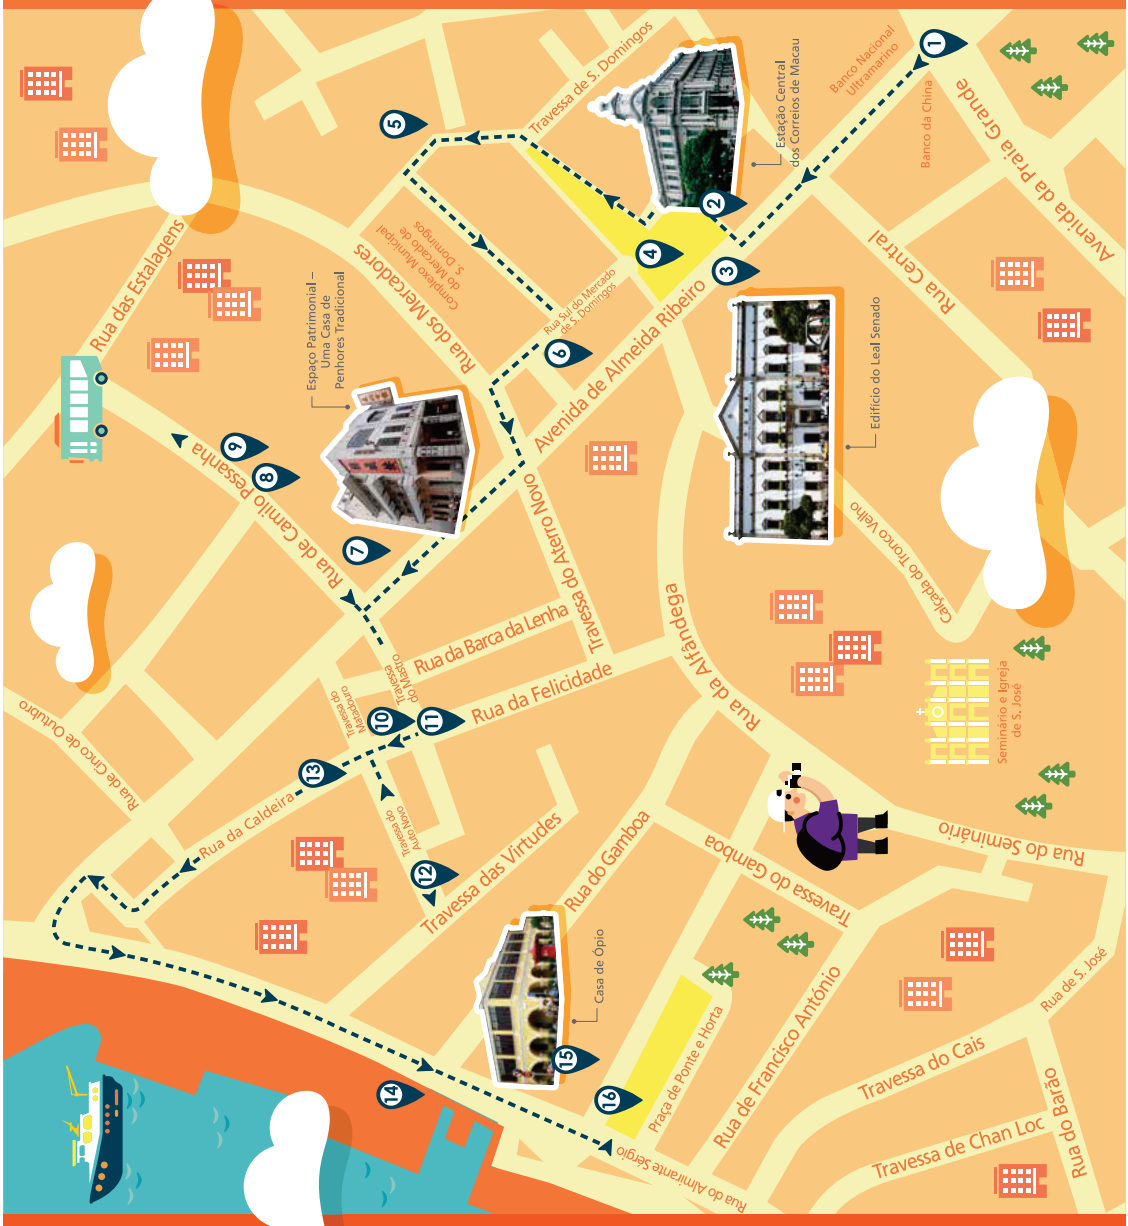 Rua das Estalagens
Travessa de S. Domingos
Banco Nacional
Ultramarino
Banco da China
Avenida da Praia Grande
Rua Central
Estação Central
dos Correios de Macau
Complexo Municipal
do Mercado de
S. Domingos
Rua dos Mercadores
Rua Sul do Mercado
de S. Domingos
Espaço Patrimonial –
Uma Casa de
Penhores Tradicional
Avenida de Almeida Ribeiro
Edifício do Leal Senado
Calçada do Tronco Velho
Rua de Camilo Pessanha
Travessa do Aterro Novo
Rua da Barca da Lenha
Travessa
do Mastro
Travessa do
Matadouro
Rua da Felicidade
Rua da Alfândega
Seminário e Igreja
de S. José
Rua de Cinco de Outubro
Rua da Caldeira
Travessa do
Auto Novo
Travessa das Virtudes
Rua do Gamboa
Travessa do Gamboa
Rua do Seminário
Casa de Ópio
Praça de Ponte e Horta
Rua de Francisco António
Rua de S. José
Travessa do Cais
Travessa de Chan Loc
Rua do Barão
Rua do Almirante Sérgio
1
2
3
4
5
6
7
8
9
10
11
12
13
14
15
16